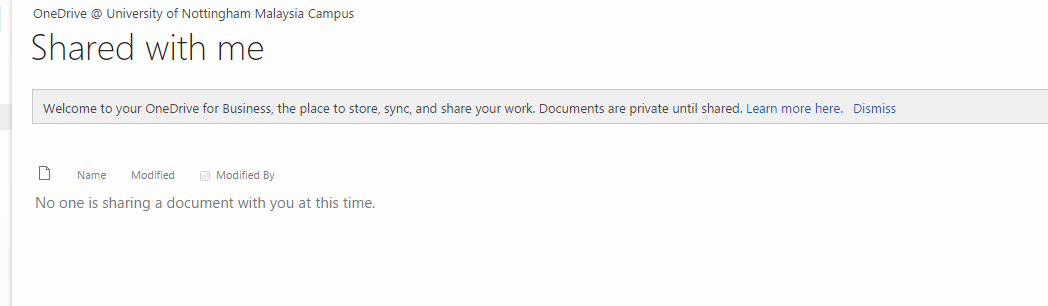 OneDrive @ University of Nottingham Malaysia Campus
Shared with me
Welcome to your OneDrive for Business, the place to store, sync, and share your work. Documents are private until shared. Learn more here. Dismiss
Name Modified Modified By
No one is sharing a document with you at this time.